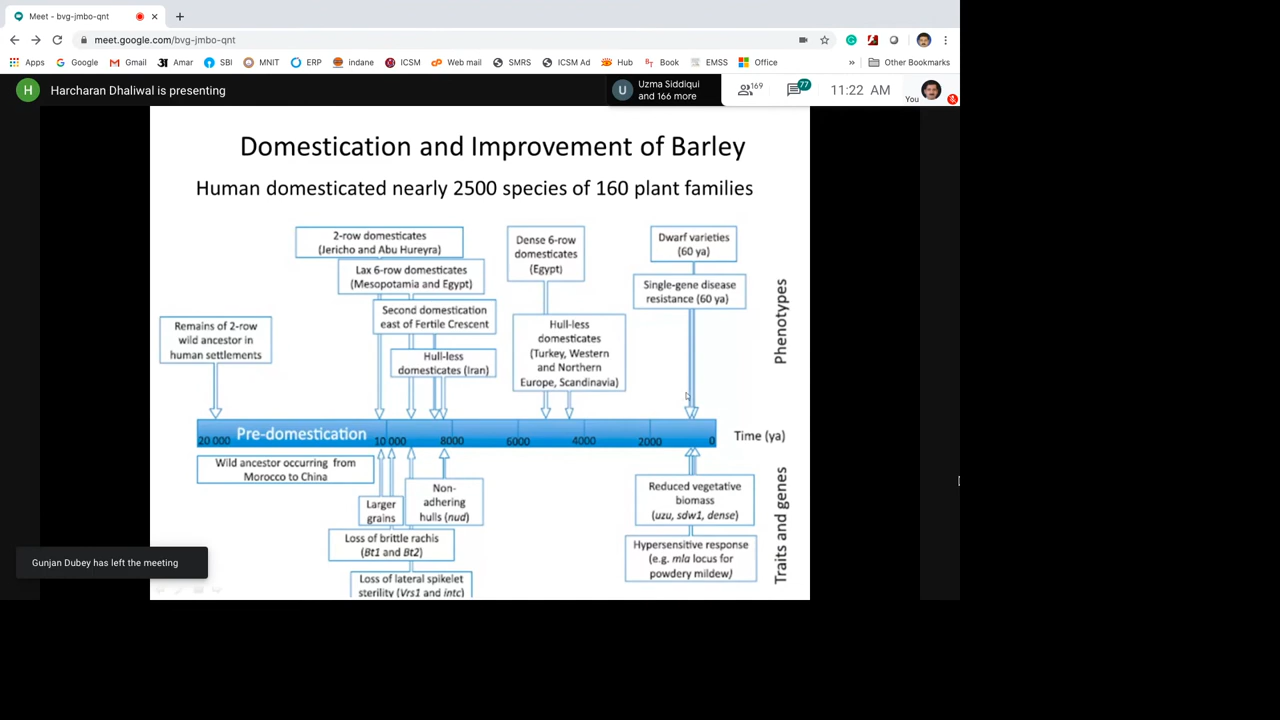 Meet - bvg-jmbo-qnt
meet.google.com/bvg-jmbo-qnt
Apps Google Gmail Amar SBI MNIT ERP indane ICSM Web mail SMRS ICSM Ad Hub Book EMSS Office » Other Bookmarks
H Harcharan Dhaliwal is presenting
U Uzma Siddiqui
and 166 more
169
77
11:22 AM
You
Domestication and Improvement of Barley
Human domesticated nearly 2500 species of 160 plant families
2-row domesticates
(Jericho and Abu Hureyra)
Lax 6-row domesticates
(Mesopotamia and Egypt)
Second domestication
east of Fertile Crescent
Hull-less
domesticates (Iran)
Remains of 2-row
wild ancestor in
human settlements
Dense 6-row
domesticates
(Egypt)
Hull-less
domesticates
(Turkey, Western
and Northern
Europe, Scandinavia)
Dwarf varieties
(60 ya)
Single-gene disease
resistance (60 ya)
Phenotypes
Pre-domestication
20 000 10 000 8000 6000 4000 2000 0 Time (ya)
Wild ancestor occurring from
Morocco to China
Larger
grains
Non-
adhering
hulls (nud)
Loss of brittle rachis
(Bt1 and Bt2)
Loss of lateral spikelet
sterility (Vrs1 and intc)
Reduced vegetative
biomass
(uzu, sdw1, dense)
Hypersensitive response
(e.g. mla locus for
powdery mildew)
Traits and genes
Gunjan Dubey has left the meeting